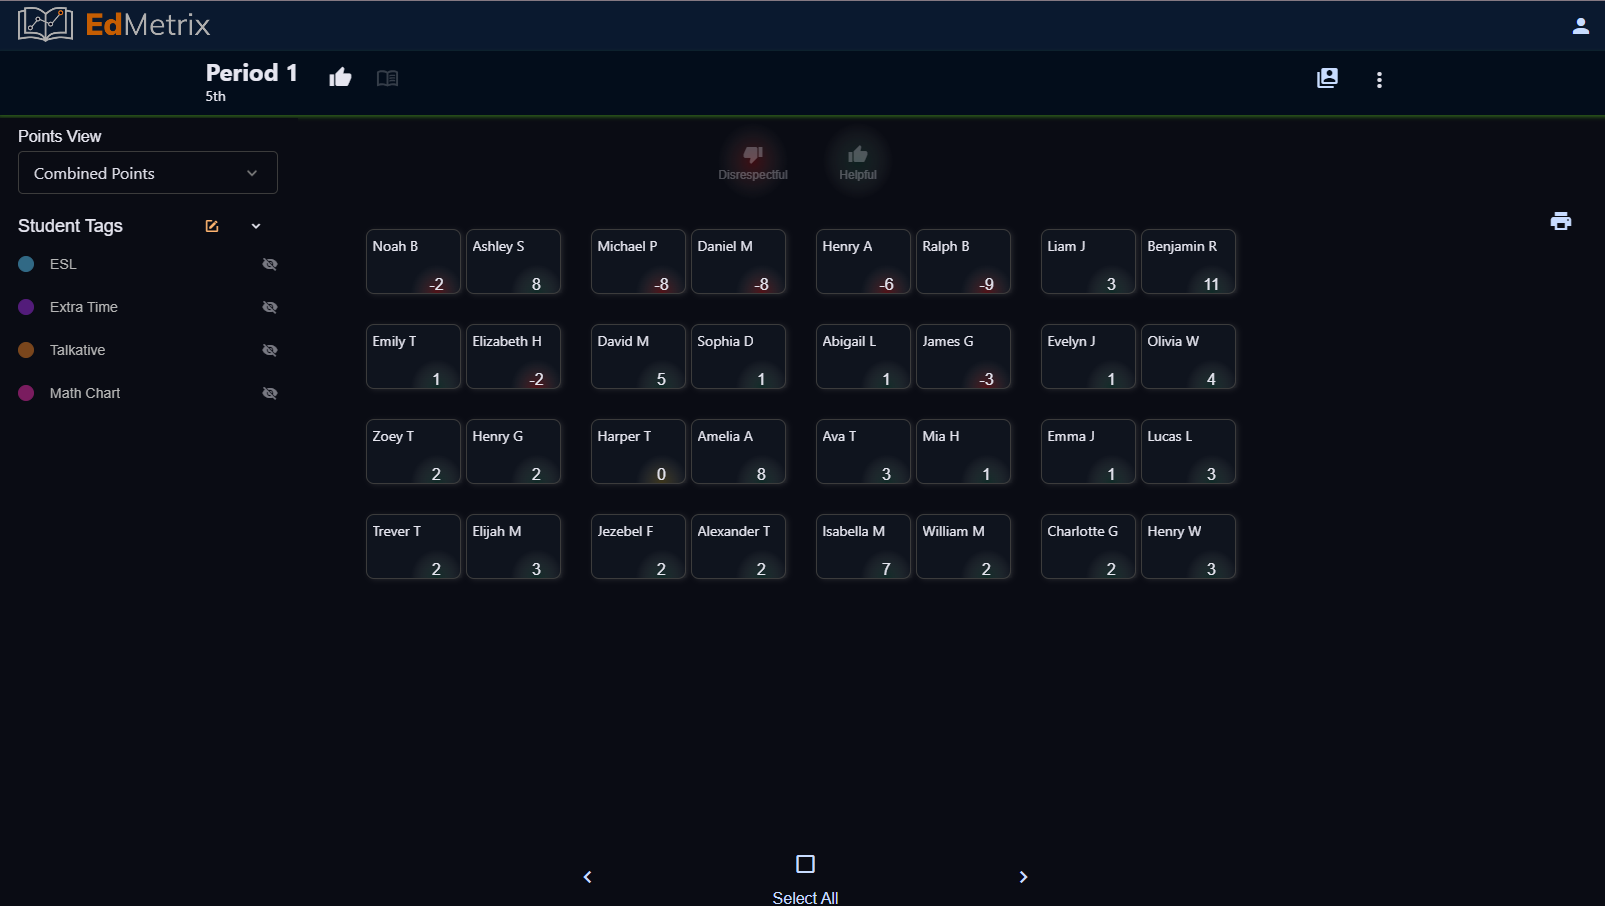 EdMetrix
Period 1
5th
Points View
Combined Points
Student Tags
ESL
Extra Time
Talkative
Math Chart
Disrespectful
Helpful
Noah B
-2
Ashley S
8
Michael P
-8
Daniel M
-8
Henry A
-6
Ralph B
-9
Liam J
3
Benjamin R
11
Emily T
1
Elizabeth H
-2
David M
5
Sophia D
1
Abigail L
1
James G
-3
Evelyn J
1
Olivia W
4
Zoey T
2
Henry G
2
Harper T
0
Amelia A
8
Ava T
3
Mia H
1
Emma J
1
Lucas L
3
Trever T
2
Elijah M
3
Jezebel F
2
Alexander T
2
Isabella M
7
William M
2
Charlotte G
2
Henry W
3
Select All